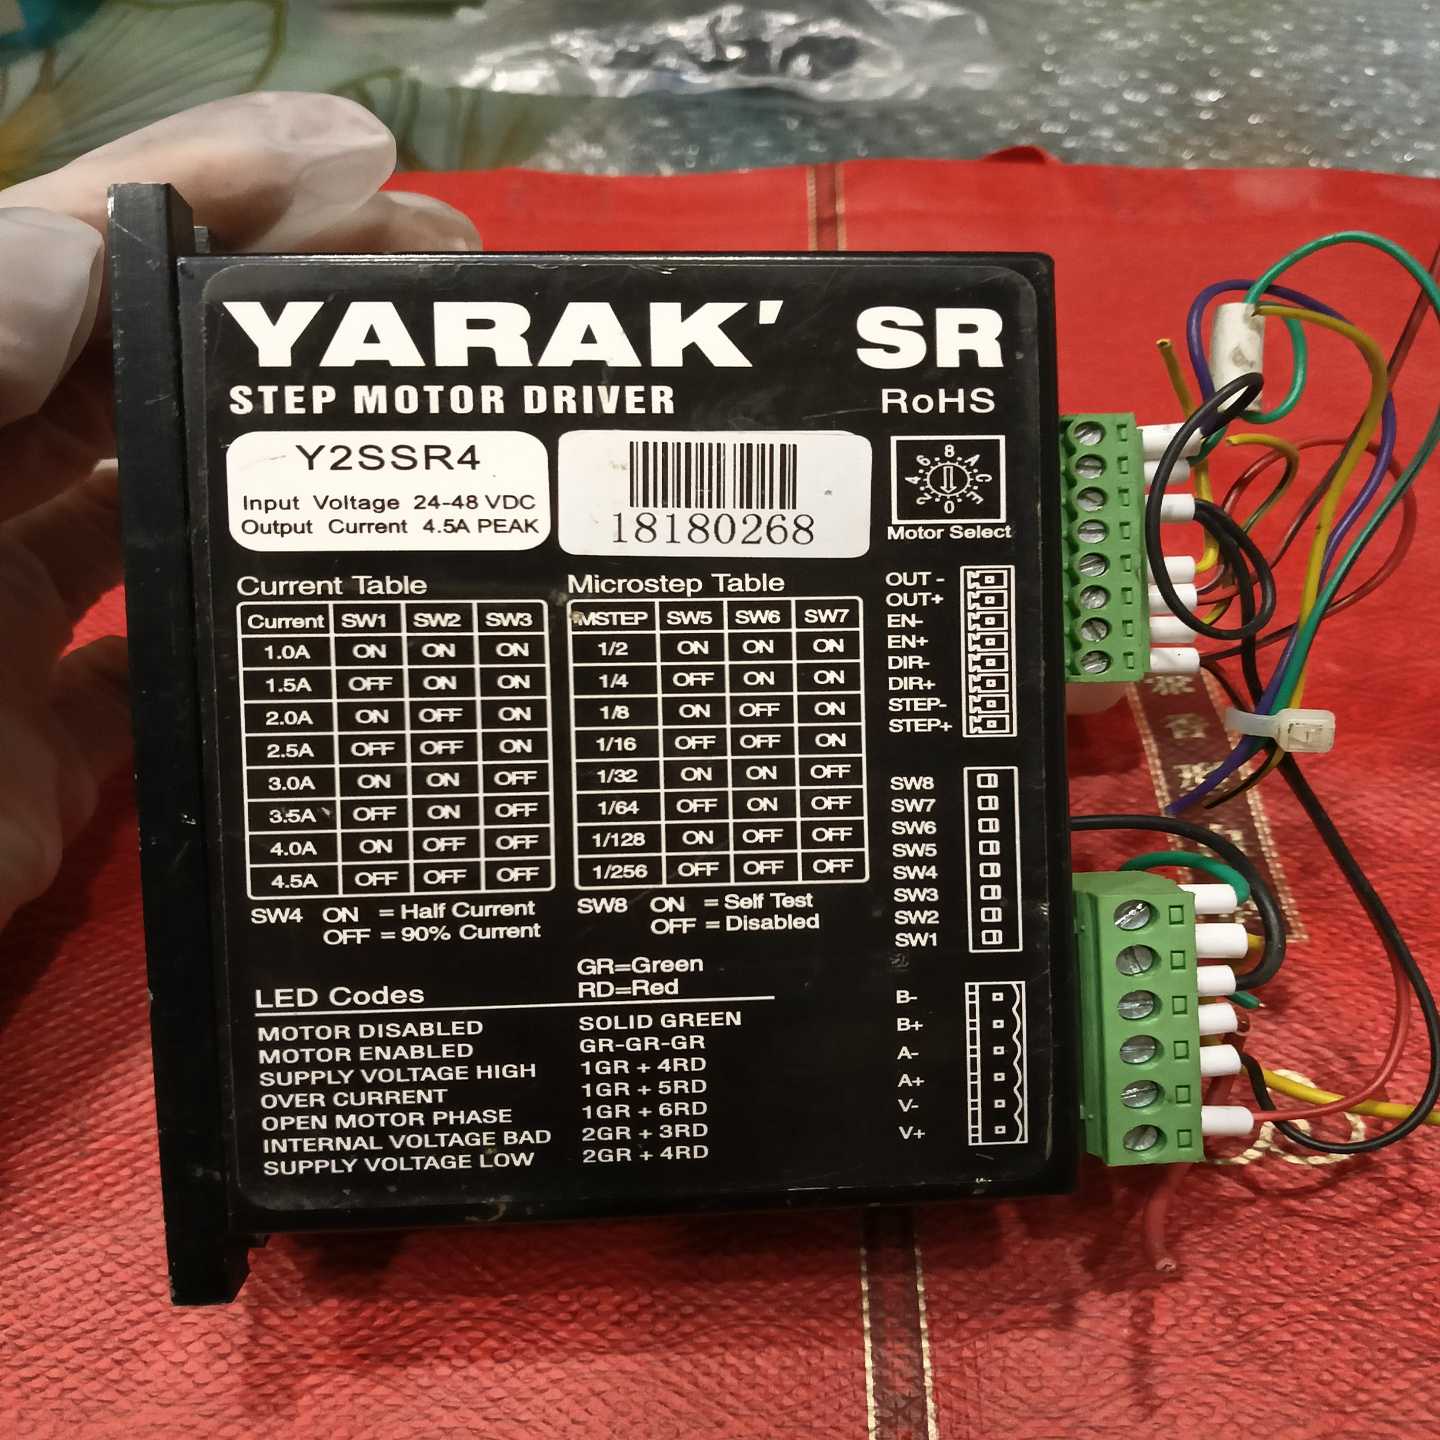 YARAK' SR
STEP MOTOR DRIVER RoHS
Y2SSR4
Input Voltage 24-48 VDC
Output Current 4.5A PEAK
18180268
2 4 6 8 A C E 0
Motor Select
Current Table
Current SW1 SW2 SW3
1.0A ON ON ON
1.5A OFF ON ON
2.0A ON OFF ON
2.5A OFF OFF ON
3.0A ON ON OFF
3.5A OFF ON OFF
4.0A ON OFF OFF
4.5A OFF OFF OFF
SW4 ON = Half Current
OFF = 90% Current
Microstep Table
MSTEP SW5 SW6 SW7
1/2 ON ON ON
1/4 OFF ON ON
1/8 ON OFF ON
1/16 OFF OFF ON
1/32 ON ON OFF
1/64 OFF ON OFF
1/128 ON OFF OFF
1/256 OFF OFF OFF
SW8 ON = Self Test
OFF = Disabled
GR=Green
RD=Red
LED Codes
MOTOR DISABLED SOLID GREEN
MOTOR ENABLED GR-GR-GR
SUPPLY VOLTAGE HIGH 1GR + 4RD
OVER CURRENT 1GR + 5RD
OPEN MOTOR PHASE 1GR + 6RD
INTERNAL VOLTAGE BAD 2GR + 3RD
SUPPLY VOLTAGE LOW 2GR + 4RD
OUT -
OUT+
EN-
EN+
DIR-
DIR+
STEP-
STEP+
SW8
SW7
SW6
SW5
SW4
SW3
SW2
SW1
B-
B+
A-
A+
V-
V+